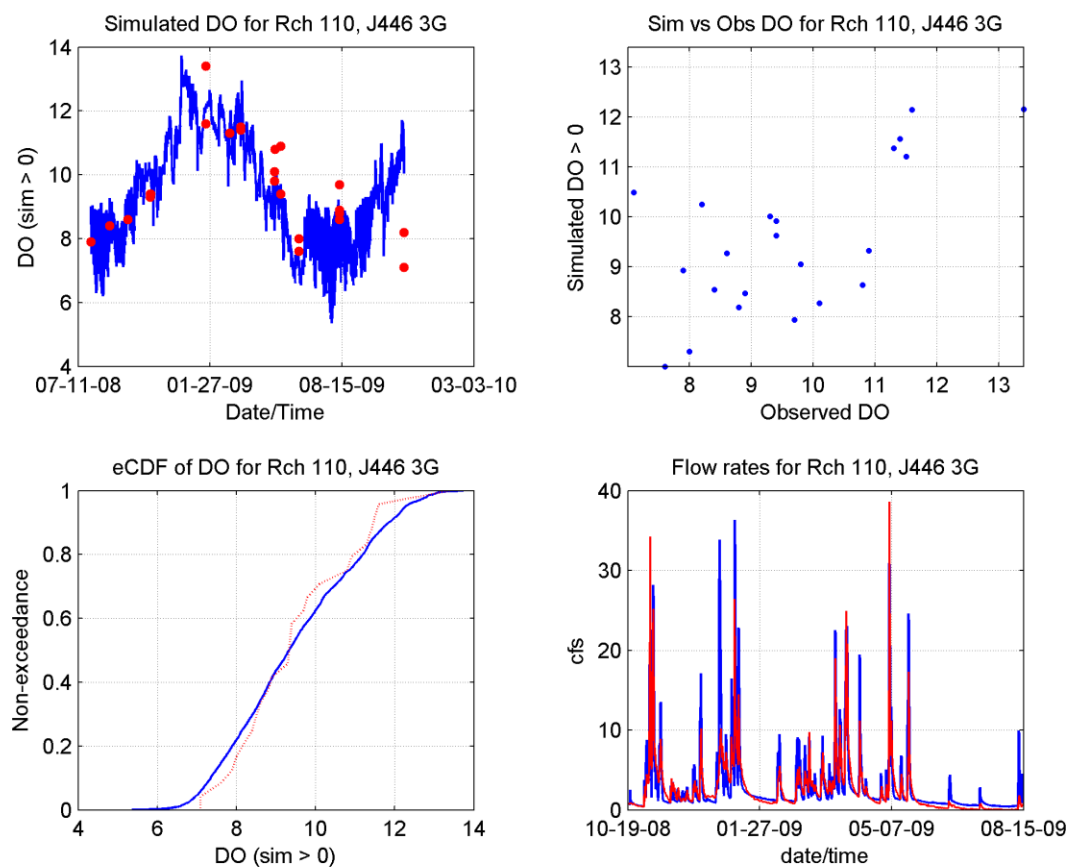 Simulated DO for Rch 110, J446 3G
14
12
10
8
6
4
DO (sim > 0)
07-11-08 01-27-09 08-15-09 03-03-10
Date/Time
Sim vs Obs DO for Rch 110, J446 3G
13
12
11
10
9
8
Simulated DO > 0
8 9 10 11 12 13
Observed DO
eCDF of DO for Rch 110, J446 3G
1
0.8
0.6
0.4
0.2
0
Non-exceedance
4 6 8 10 12 14
DO (sim > 0)
Flow rates for Rch 110, J446 3G
40
30
20
10
0
cfs
10-19-08 01-27-09 05-07-09 08-15-09
date/time